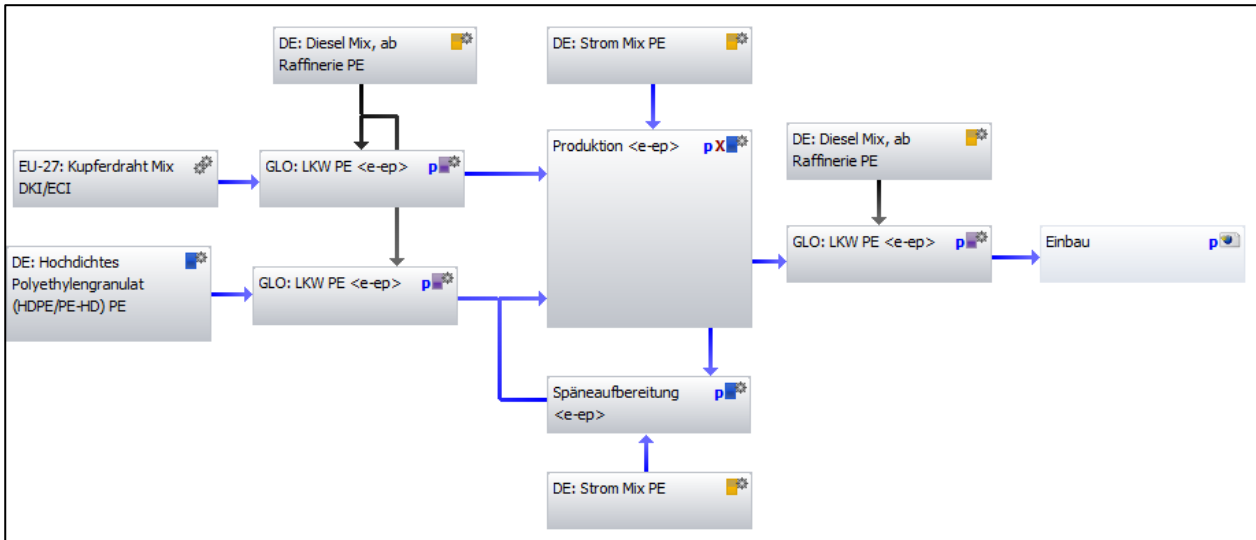 DE: Diesel Mix, ab
Raffinerie PE
DE: Strom Mix PE
EU-27: Kupferdraht Mix
DKI/ECI
GLO: LKW PE <e-ep> p
Produktion <e-ep> p X
DE: Diesel Mix, ab
Raffinerie PE
DE: Hochdichtes
Polyethylengranulat
(HDPE/PE-HD) PE
GLO: LKW PE <e-ep> p
GLO: LKW PE <e-ep> p
Einbau p
Späneaufbereitung p
<e-ep>
DE: Strom Mix PE